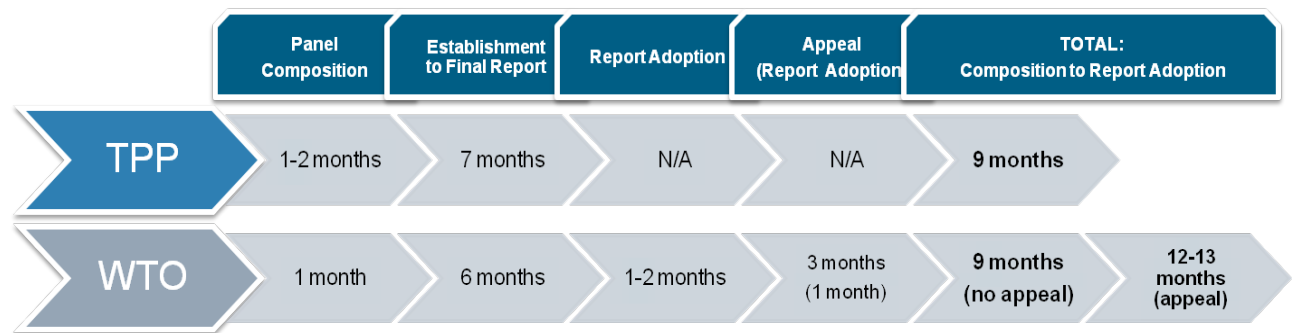 Panel
Composition
Establishment
to Final Report
Report Adoption
Appeal
(Report Adoption
TOTAL:
Composition to Report Adoption
TPP
1-2 months
7 months
N/A
N/A
9 months
WTO
1 month
6 months
1-2 months
3 months
(1 month)
9 months
(no appeal)
12-13
months
(appeal)